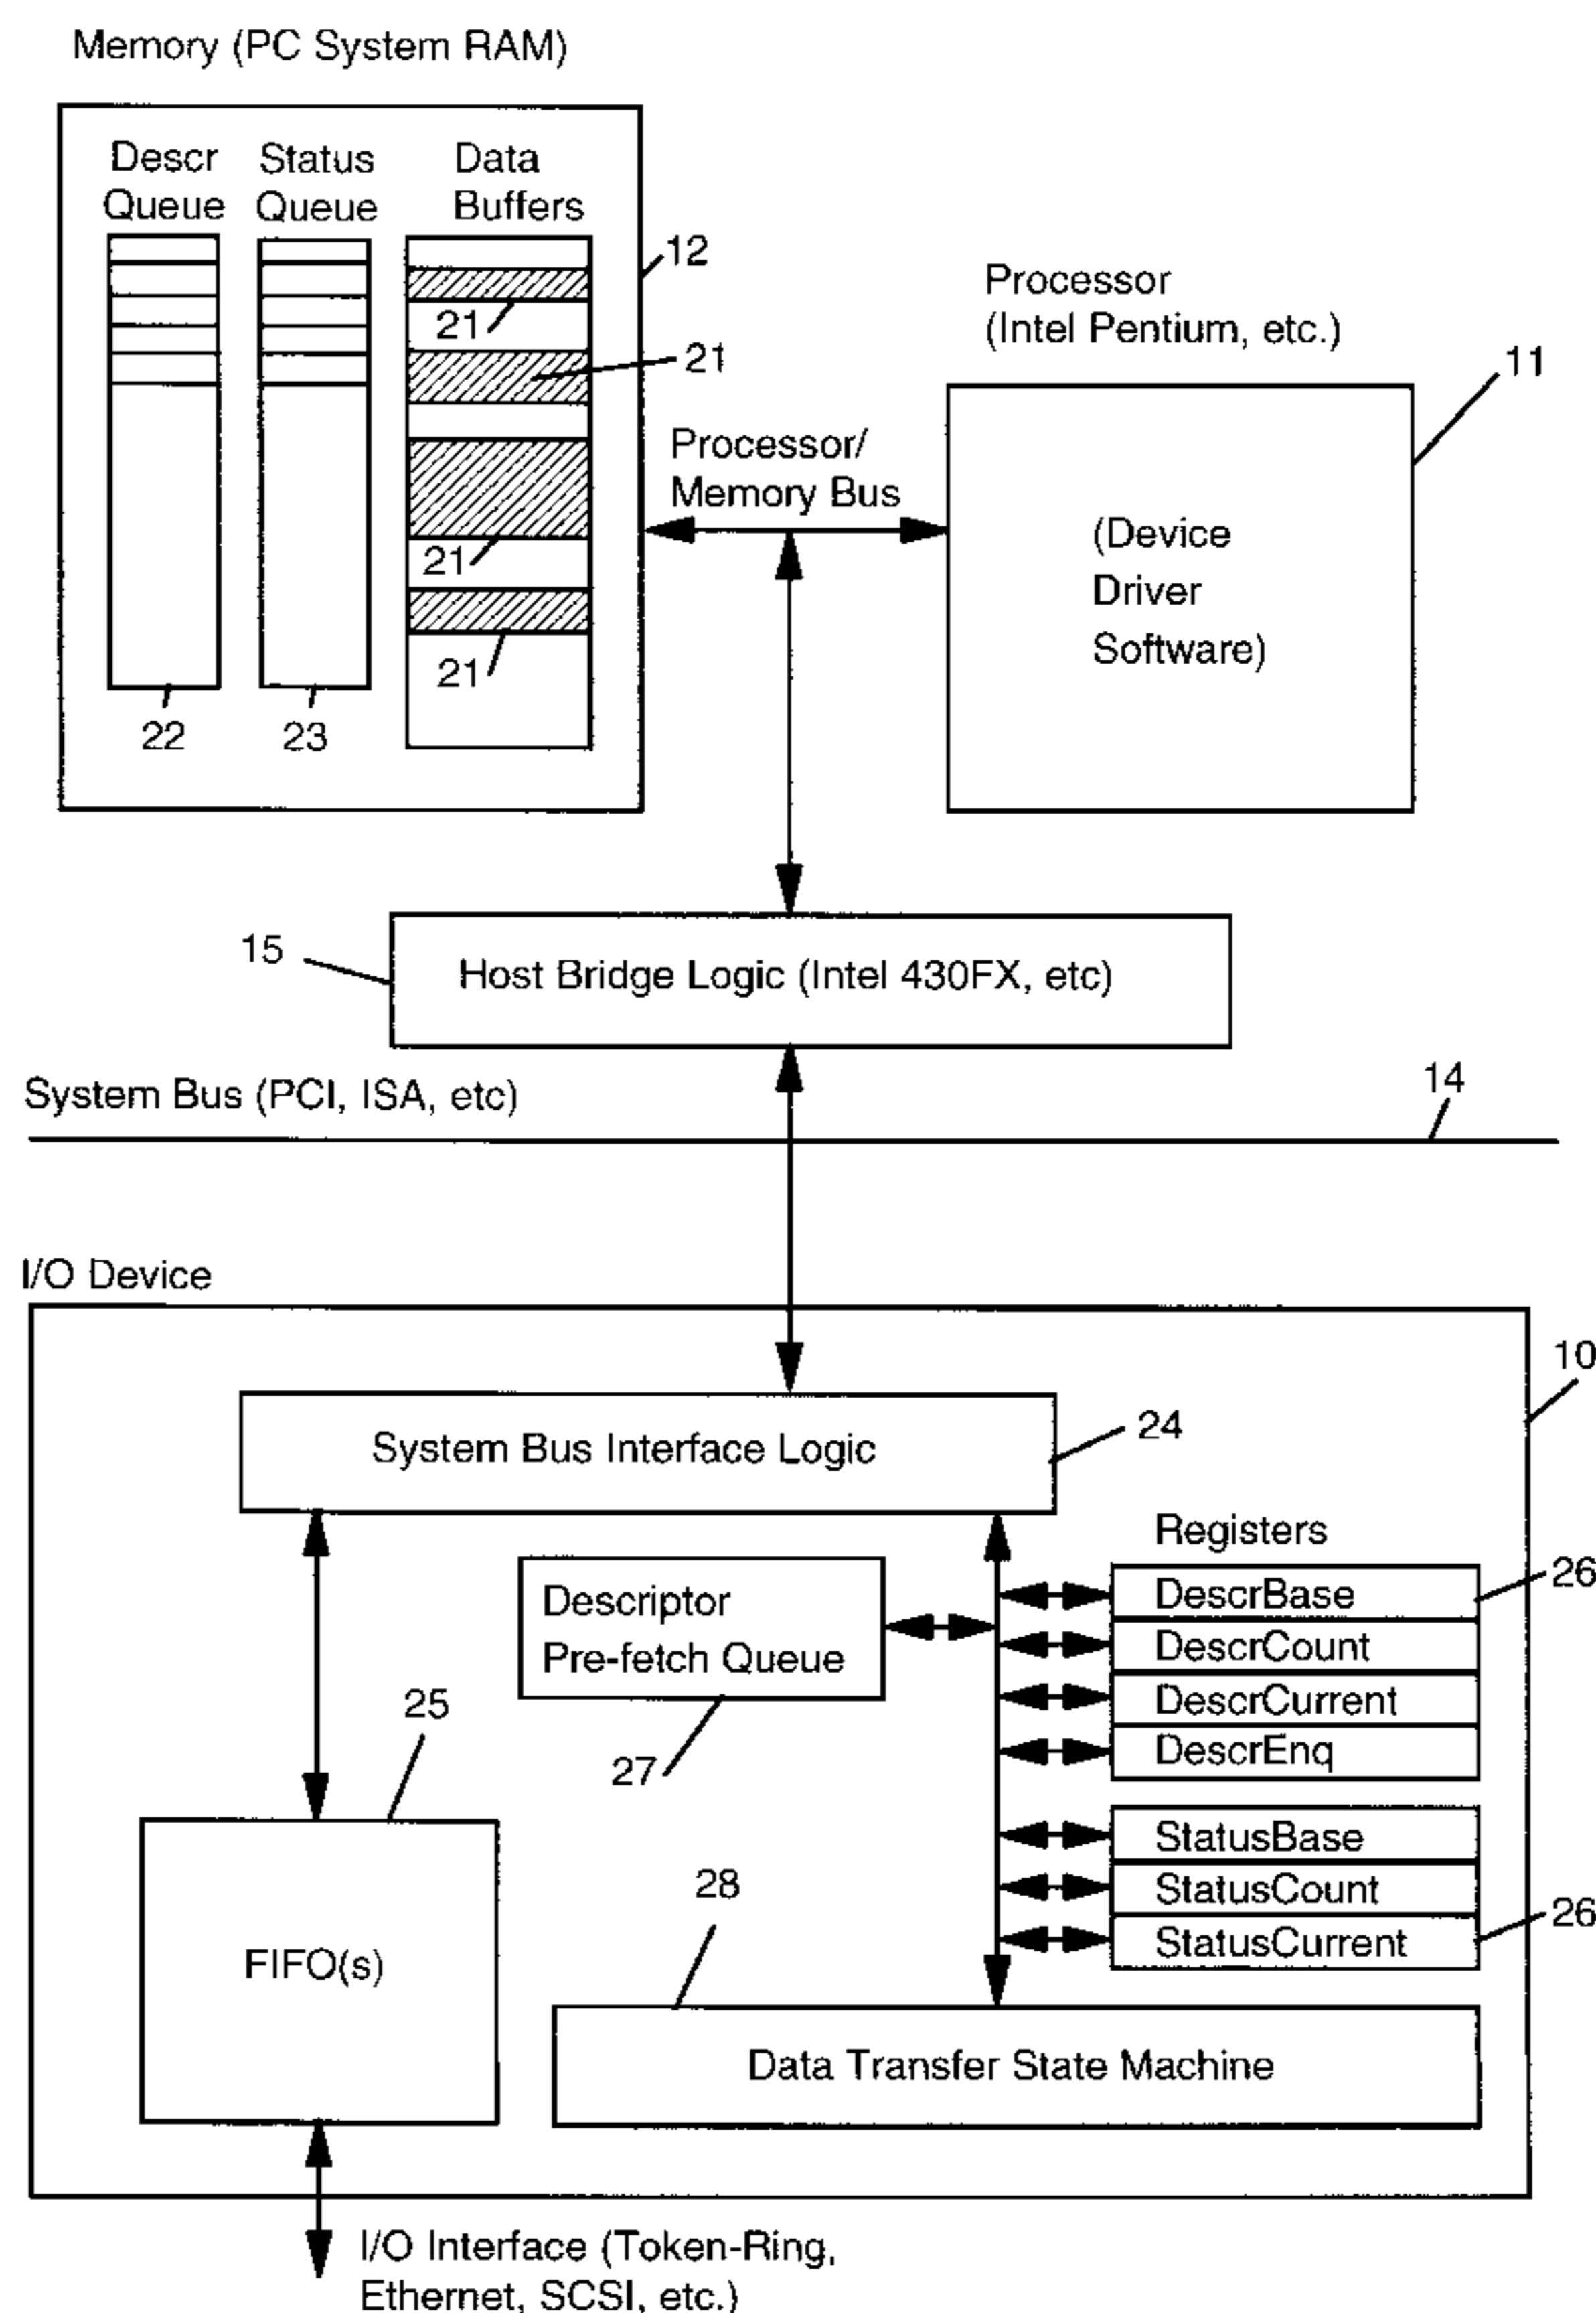 Memory (PC System RAM)
Descr
Queue
Status
Queue
Data
Buffers
12
21
21
21
21
22
23
Processor
(Intel Pentium, etc.)
11
Processor/
Memory Bus
(Device
Driver
Software)
15
Host Bridge Logic (Intel 430FX, etc)
System Bus (PCI, ISA, etc)
14
I/O Device
10
System Bus Interface Logic
24
Registers
26
Descriptor
Pre-fetch Queue
27
DescrBase
DescrCount
DescrCurrent
DescrEnq
25
StatusBase
StatusCount
StatusCurrent
26
28
FIFO(s)
Data Transfer State Machine
I/O Interface (Token-Ring,
Ethernet, SCSI, etc.)